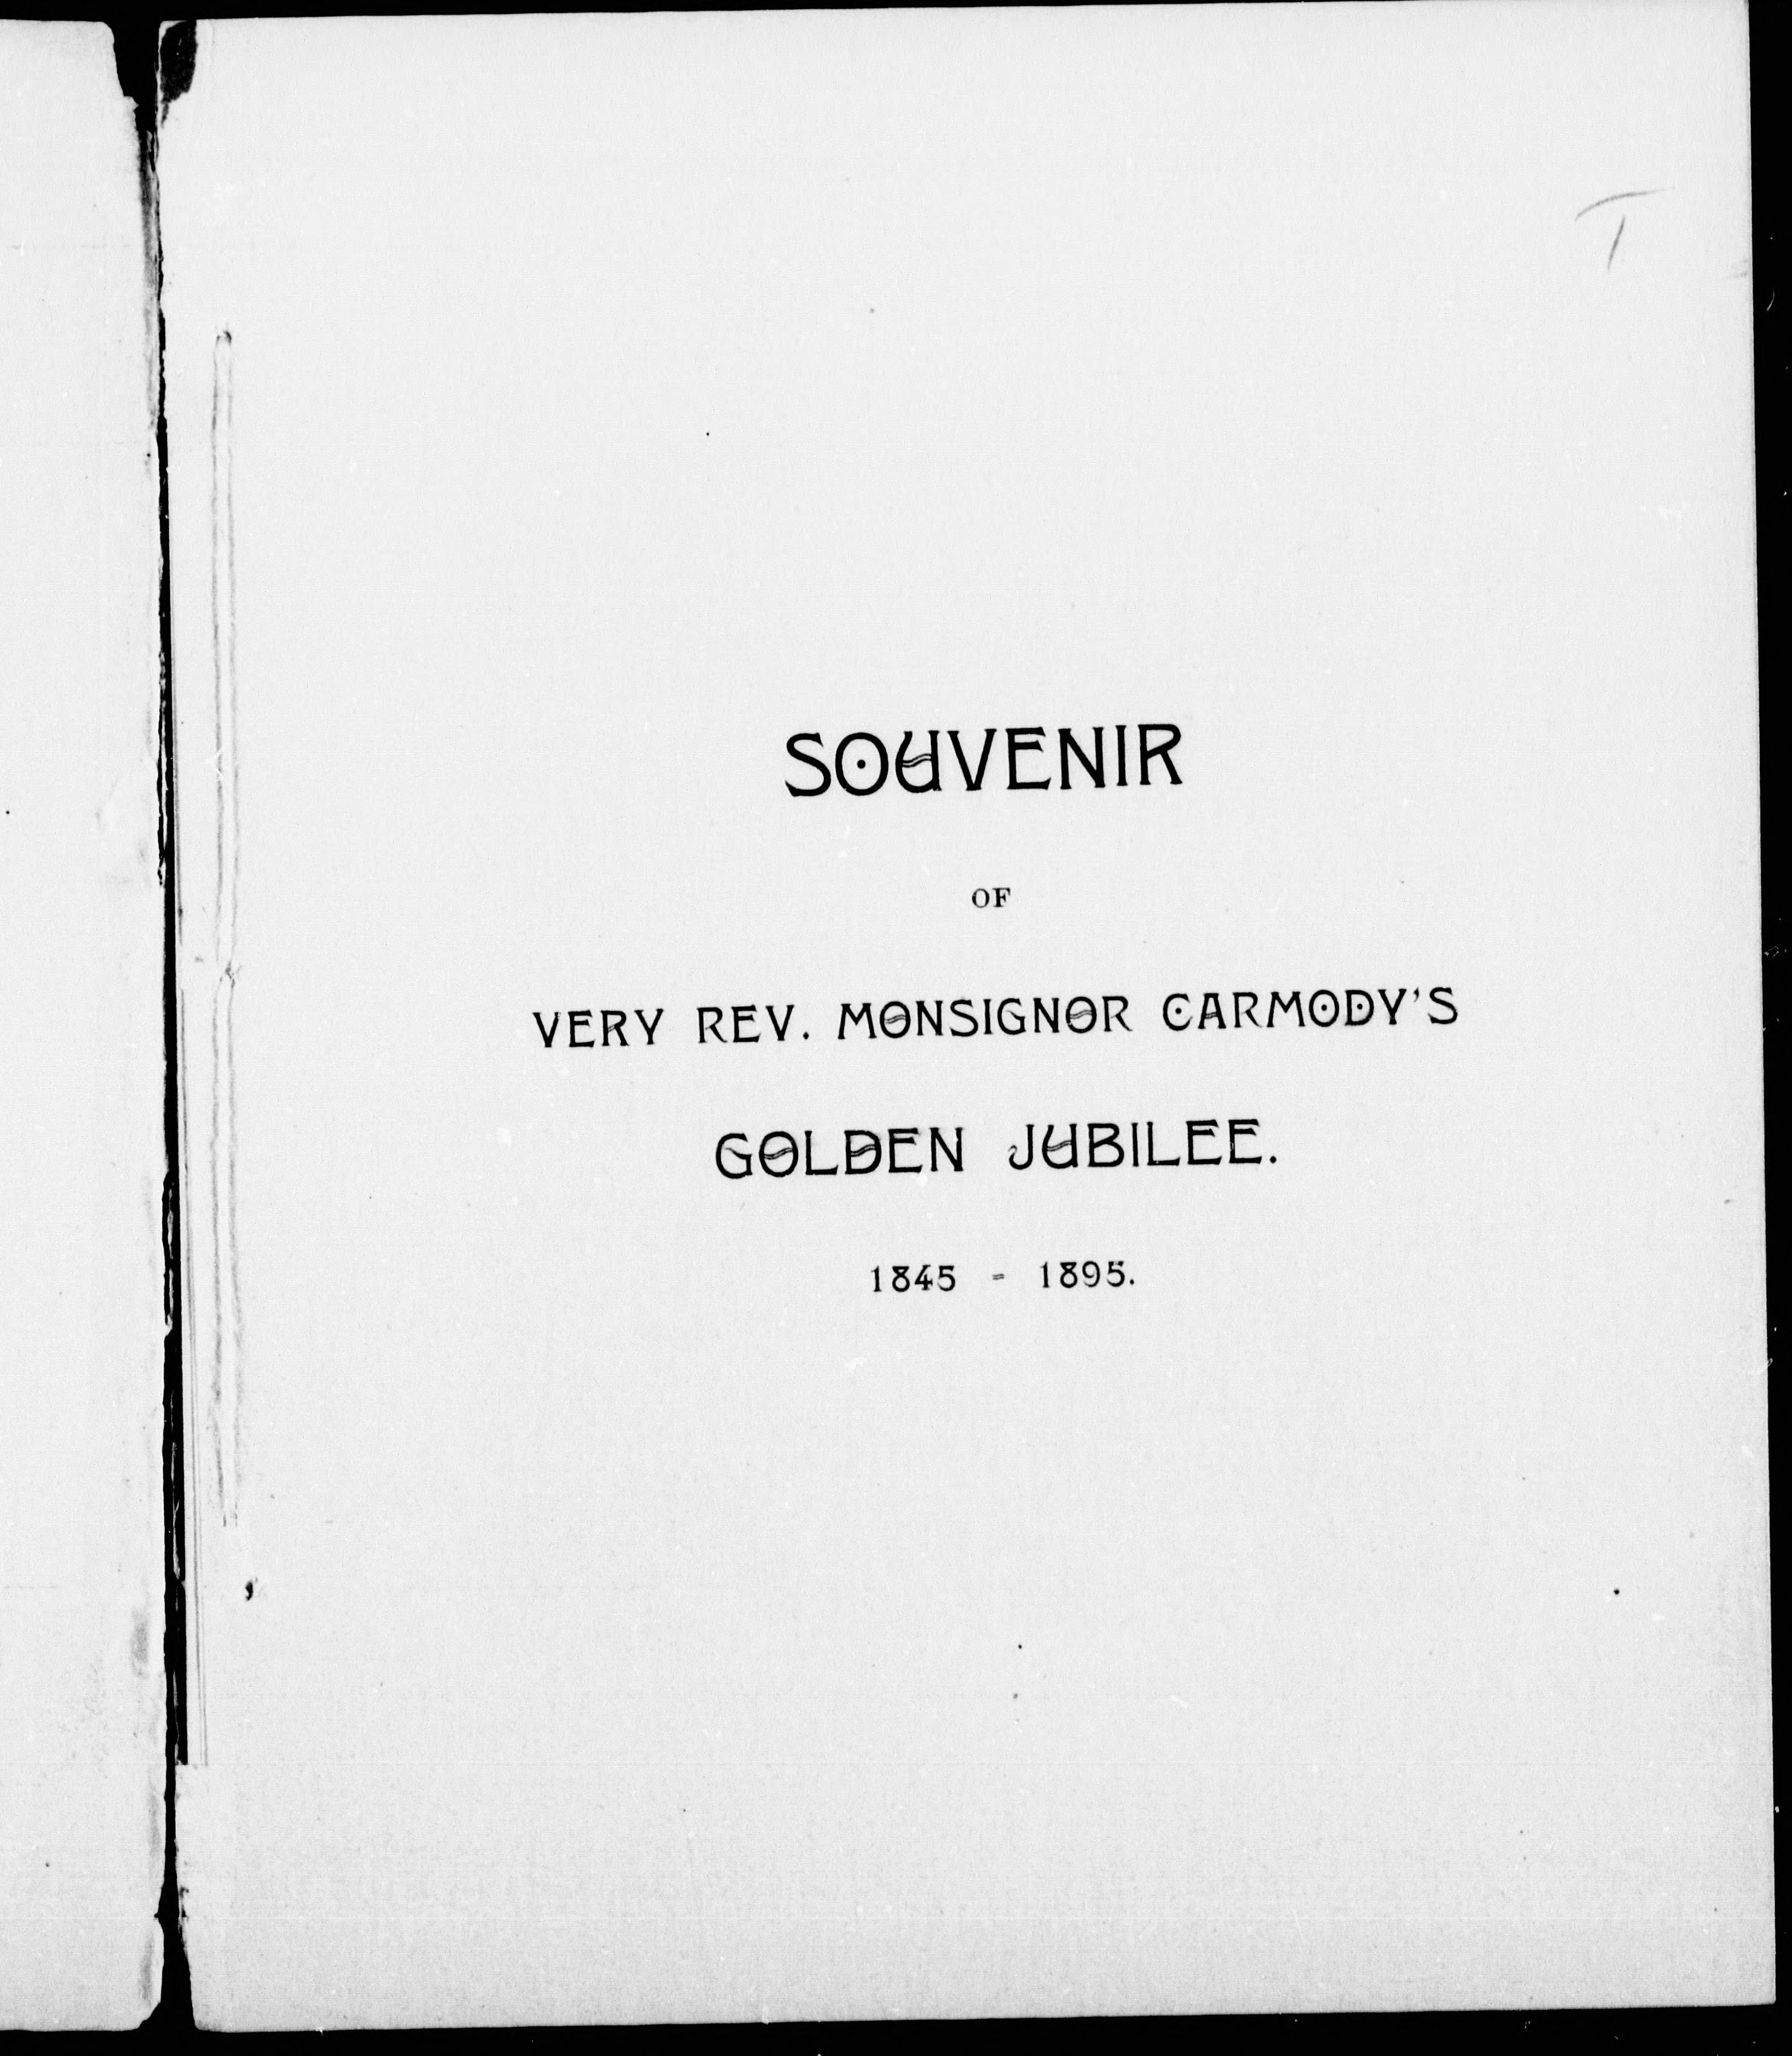 T
SOUVENIR
OF
VERY REV. MONSIGNOR CARMODY'S
GOLDEN JUBILEE.
1845 - 1895.